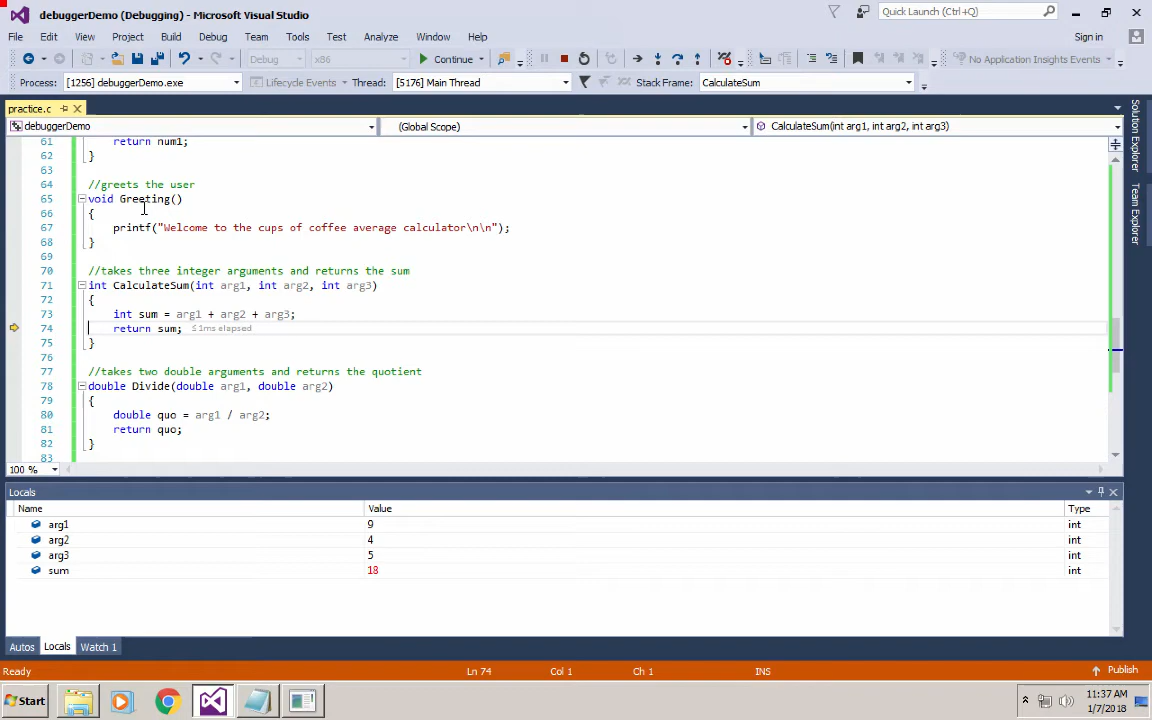 debuggerDemo (Debugging) - Microsoft Visual Studio
Quick Launch (Ctrl+Q)
File Edit View Project Build Debug Team Tools Test Analyze Window Help
Sign in
Debug x86 Continue No Application Insights Events
Process: [1256] debuggerDemo.exe Lifecycle Events Thread: [5176] Main Thread Stack Frame: CalculateSum
practice.c
debuggerDemo (Global Scope) CalculateSum(int arg1, int arg2, int arg3)
61 return num1;
62 }
63
64 //greets the user
65 void Greeting()
66 {
67 printf("Welcome to the cups of coffee average calculator\n\n");
68 }
69
70 //takes three integer arguments and returns the sum
71 int CalculateSum(int arg1, int arg2, int arg3)
72 {
73 int sum = arg1 + arg2 + arg3;
74 return sum; ≤1ms elapsed
75 }
76
77 //takes two double arguments and returns the quotient
78 double Divide(double arg1, double arg2)
79 {
80 double quo = arg1 / arg2;
81 return quo;
82 }
83
100 %
Solution Explorer
Team Explorer
Locals
Name Value Type
arg1 9 int
arg2 4 int
arg3 5 int
sum 18 int
Autos Locals Watch 1
Ready Ln 74 Col 1 Ch 1 INS Publish
Start
11:37 AM
1/7/2018